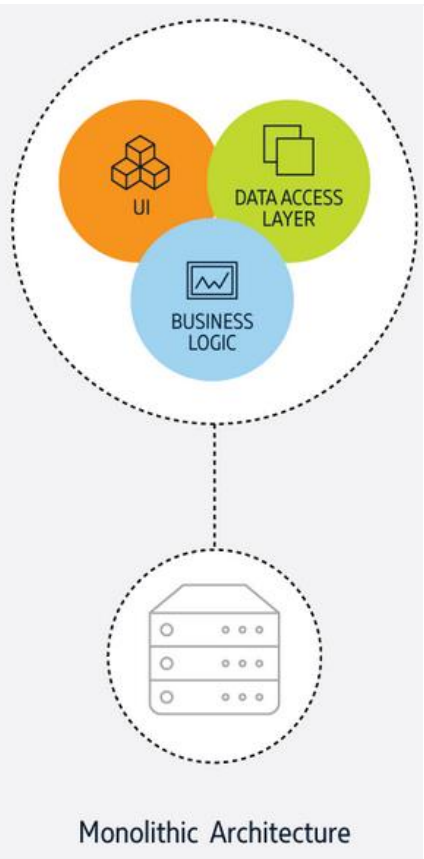 UI
DATA ACCESS
LAYER
BUSINESS
LOGIC
Monolithic Architecture